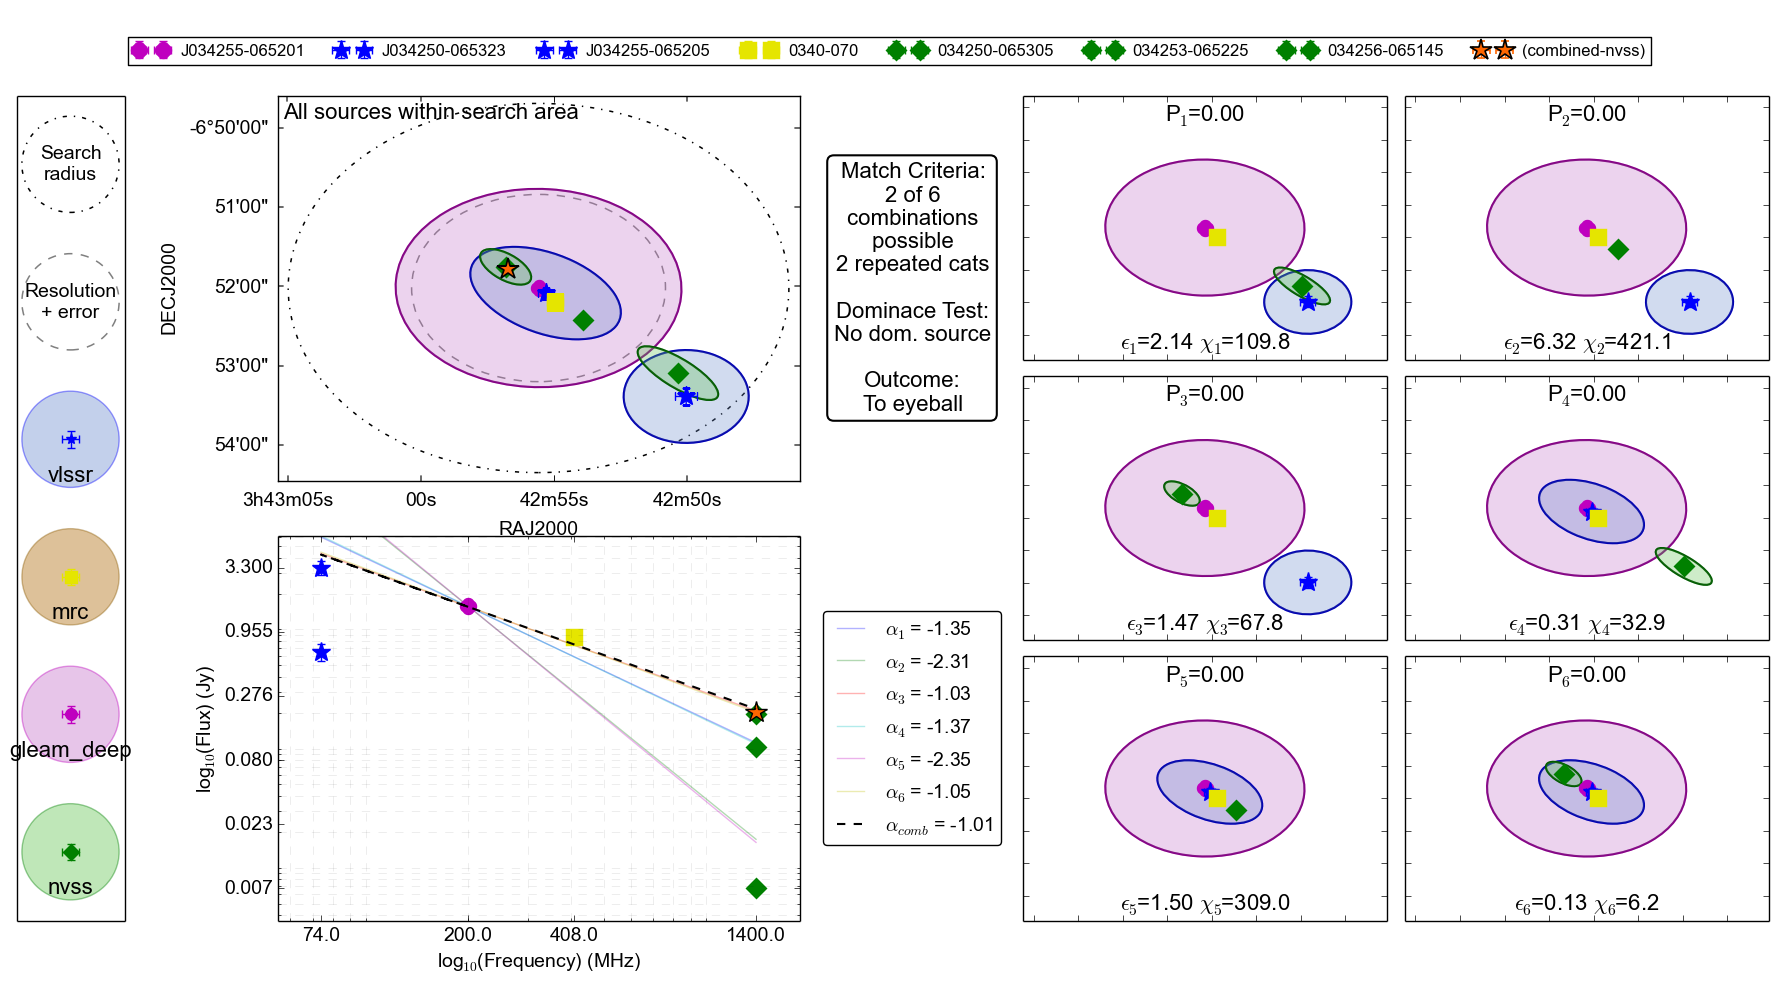 J034255-065201 J034250-065323 J034255-065205 0340-070 034250-065305 034253-065225 034256-065145 (combined-nvss)
Search
radius
Resolution
+ error
vlssr
mrc
gleam_deep
nvss
All sources within search area
DECJ2000
-6°50'00"
51'00"
52'00"
53'00"
54'00"
3h43m05s 00s 42m55s 42m50s
RAJ2000
Match Criteria:
2 of 6
combinations
possible
2 repeated cats
Dominace Test:
No dom. source
Outcome:
To eyeball
log₁₀(Flux) (Jy)
3.300
0.955
0.276
0.080
0.023
0.007
74.0 200.0 408.0 1400.0
log₁₀(Frequency) (MHz)
α₁ = -1.35
α₂ = -2.31
α₃ = -1.03
α₄ = -1.37
α₅ = -2.35
α₆ = -1.05
α_comb = -1.01
P₁=0.00
ϵ₁=2.14 χ₁=109.8
P₂=0.00
ϵ₂=6.32 χ₂=421.1
P₃=0.00
ϵ₃=1.47 χ₃=67.8
P₄=0.00
ϵ₄=0.31 χ₄=32.9
P₅=0.00
ϵ₅=1.50 χ₅=309.0
P₆=0.00
ϵ₆=0.13 χ₆=6.2